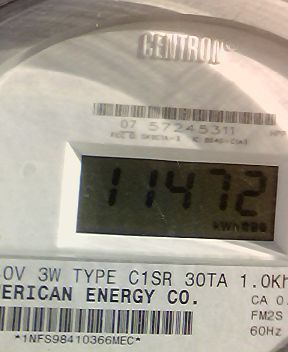 CENTRON®
07 57245311
11472
kWh
0V 3W TYPE C1SR 30TA 1.0Kh
ERICAN ENERGY CO.
CA 0.
FM2S
*1NFS98410366MEC*
60Hz